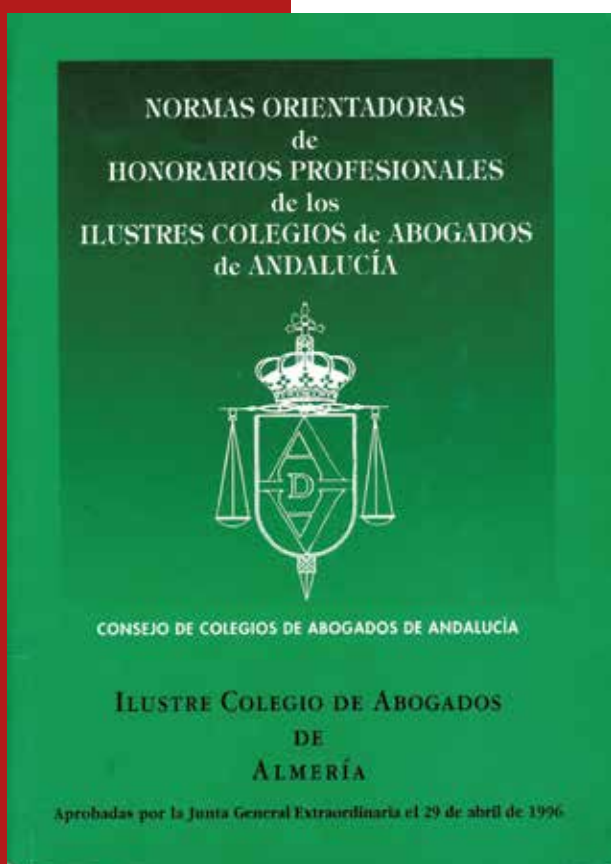 NORMAS ORIENTADORAS
de
HONORARIOS PROFESIONALES
de los
ILUSTRES COLEGIOS de ABOGADOS
de ANDALUCÍA
A
D
A
CONSEJO DE COLEGIOS DE ABOGADOS DE ANDALUCÍA
ILUSTRE COLEGIO DE ABOGADOS
DE
ALMERÍA
Aprobadas por la Junta General Extraordinaria el 29 de abril de 1996